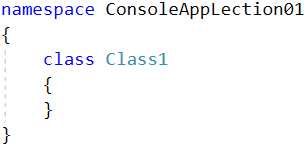 namespace ConsoleAppLection01
{
    class Class1
    {
    }
}